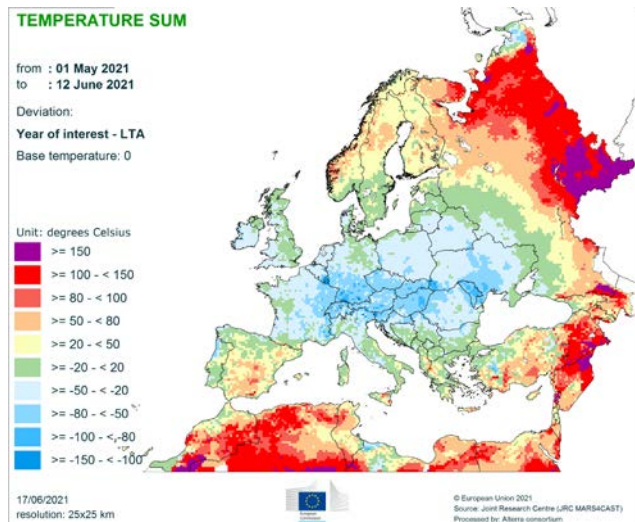 TEMPERATURE SUM
from : 01 May 2021
to : 12 June 2021
Deviation:
Year of interest - LTA
Base temperature: 0
Unit: degrees Celsius
>= 150
>= 100 - < 150
>= 80 - < 100
>= 50 - < 80
>= 20 - < 50
>= -20 - < 20
>= -50 - < -20
>= -80 - < -50
>= -100 - < -80
>= -150 - < -100
17/06/2021
resolution: 25x25 km
European
Commission
© European Union 2021
Source: Joint Research Centre (JRC MARS4CAST)
Processed by: Alterra consortium